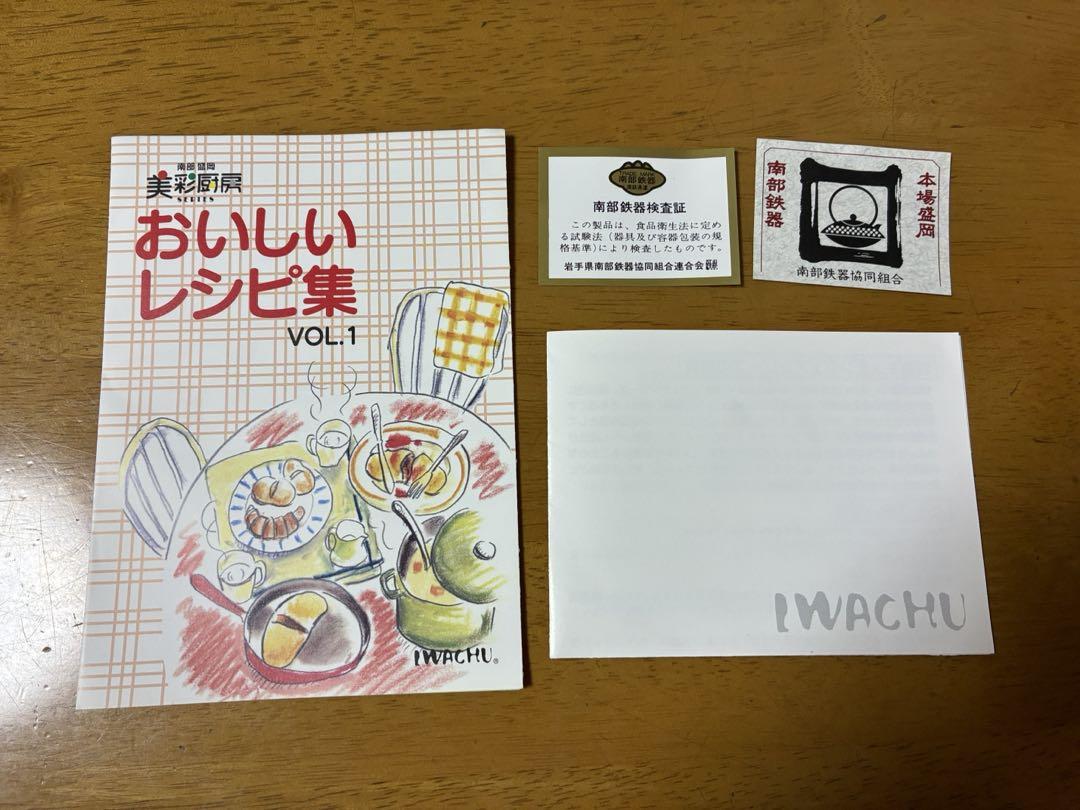 南部 盛岡
美彩厨房
SERIES
おいしい
レシピ集
VOL.1
IWACHU®
TRADE MARK
南部鉄器
南部鉄器検査証
この製品は、食品衛生法に定め
る試験法（器具及び容器包装の規
格基準）により検査したものです。
岩手県南部鉄器協同組合連合会
南部鉄器
本場盛岡
南部鉄器協同組合
IWACHU